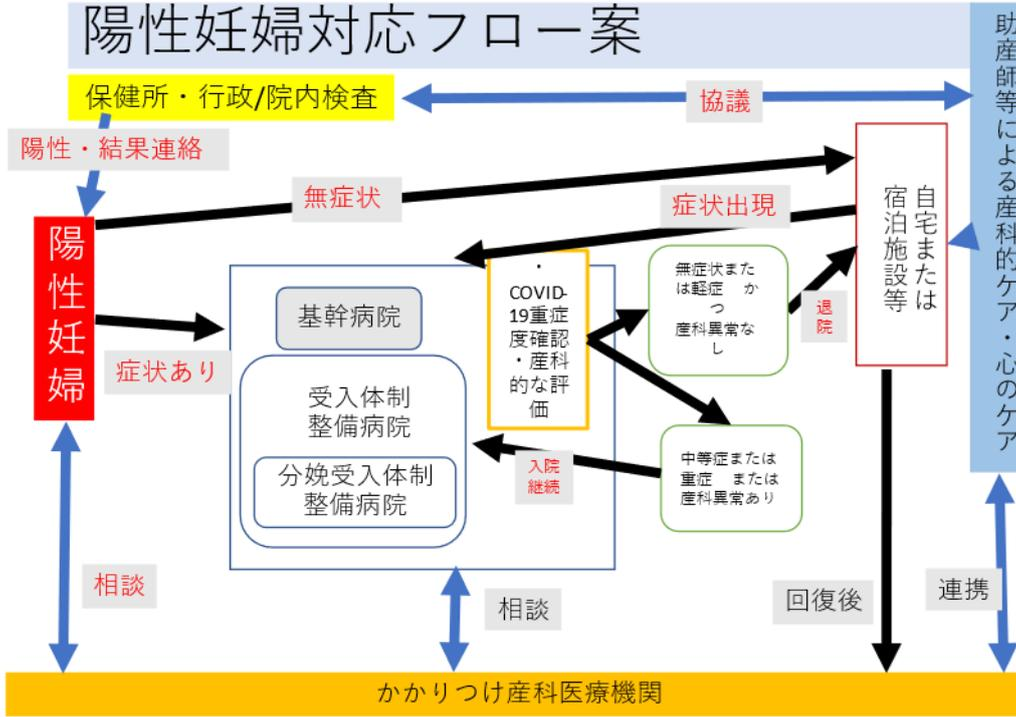 陽性妊婦対応フロー案
保健所・行政/院内検査
協議
陽性・結果連絡
無症状
症状出現
陽性妊婦
症状あり
基幹病院
受入体制
整備病院
分娩受入体制
整備病院
・
COVID-
19重症
度確認
・産科
的な評
価
無症状また
は軽症　か
つ
産科異常な
し
退
院
自宅または
宿泊施設等
助産師等による産科的ケア・心のケア
入院
継続
中等症または
重症　または
産科異常あり
相談
相談
回復後
連携
かかりつけ産科医療機関